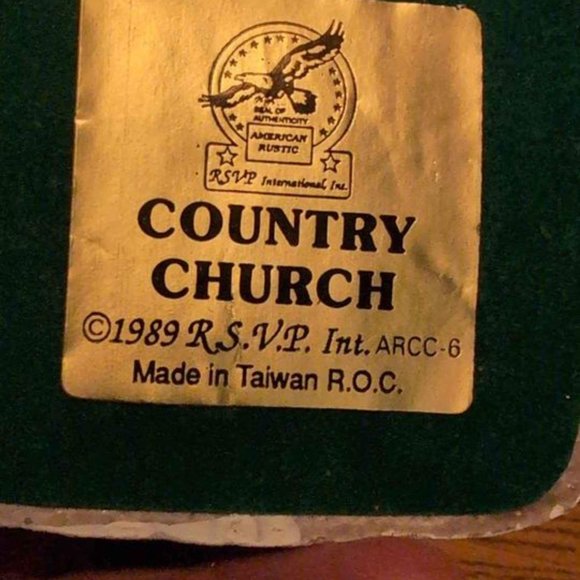 SEAL OF
AUTHENTICITY
AMERICAN
RUSTIC
RSVP International, Inc.
COUNTRY
CHURCH
©1989 R.S.V.P. Int. ARCC-6
Made in Taiwan R.O.C.